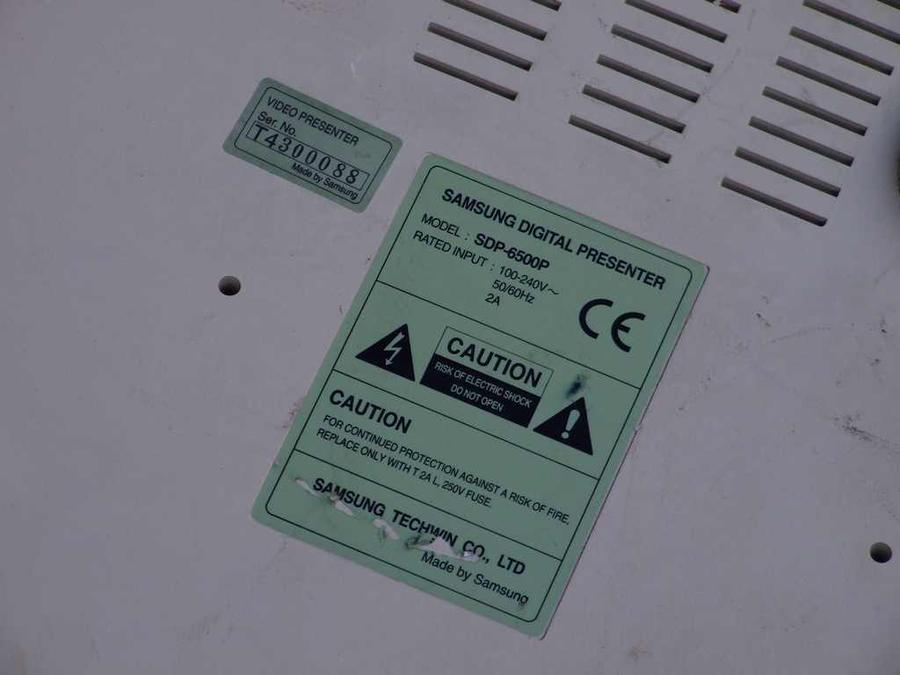 VIDEO PRESENTER
Ser. No.
T4300088
Made by Samsung
SAMSUNG DIGITAL PRESENTER
MODEL : SDP-6500P
RATED INPUT : 100-240V～
50/60Hz
2A
CE
CAUTION
RISK OF ELECTRIC SHOCK
DO NOT OPEN
CAUTION
FOR CONTINUED PROTECTION AGAINST A RISK OF FIRE,
REPLACE ONLY WITH T 2A L, 250V FUSE.
SAMSUNG TECHWIN CO., LTD
Made by Samsung